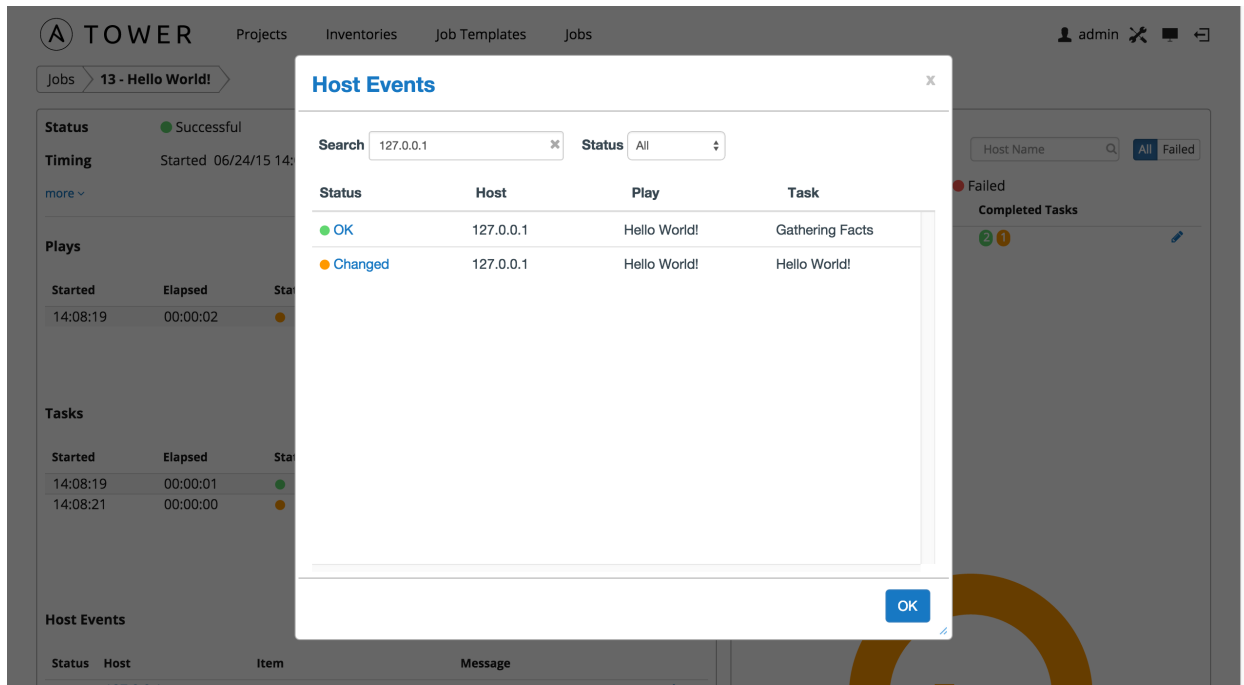 A TOWER Projects Inventories Job Templates Jobs admin
Jobs 13 - Hello World!
Host Events x
Status Successful
Search 127.0.0.1 Status All
Host Name All Failed
Timing Started 06/24/15 14:
more
Failed
Status Host Play Task
Completed Tasks
OK 127.0.0.1 Hello World! Gathering Facts
2 1
Plays
Changed 127.0.0.1 Hello World! Hello World!
Started Elapsed Sta
14:08:19 00:00:02
Tasks
Started Elapsed Sta
14:08:19 00:00:01
14:08:21 00:00:00
OK
Host Events
Status Host Item Message